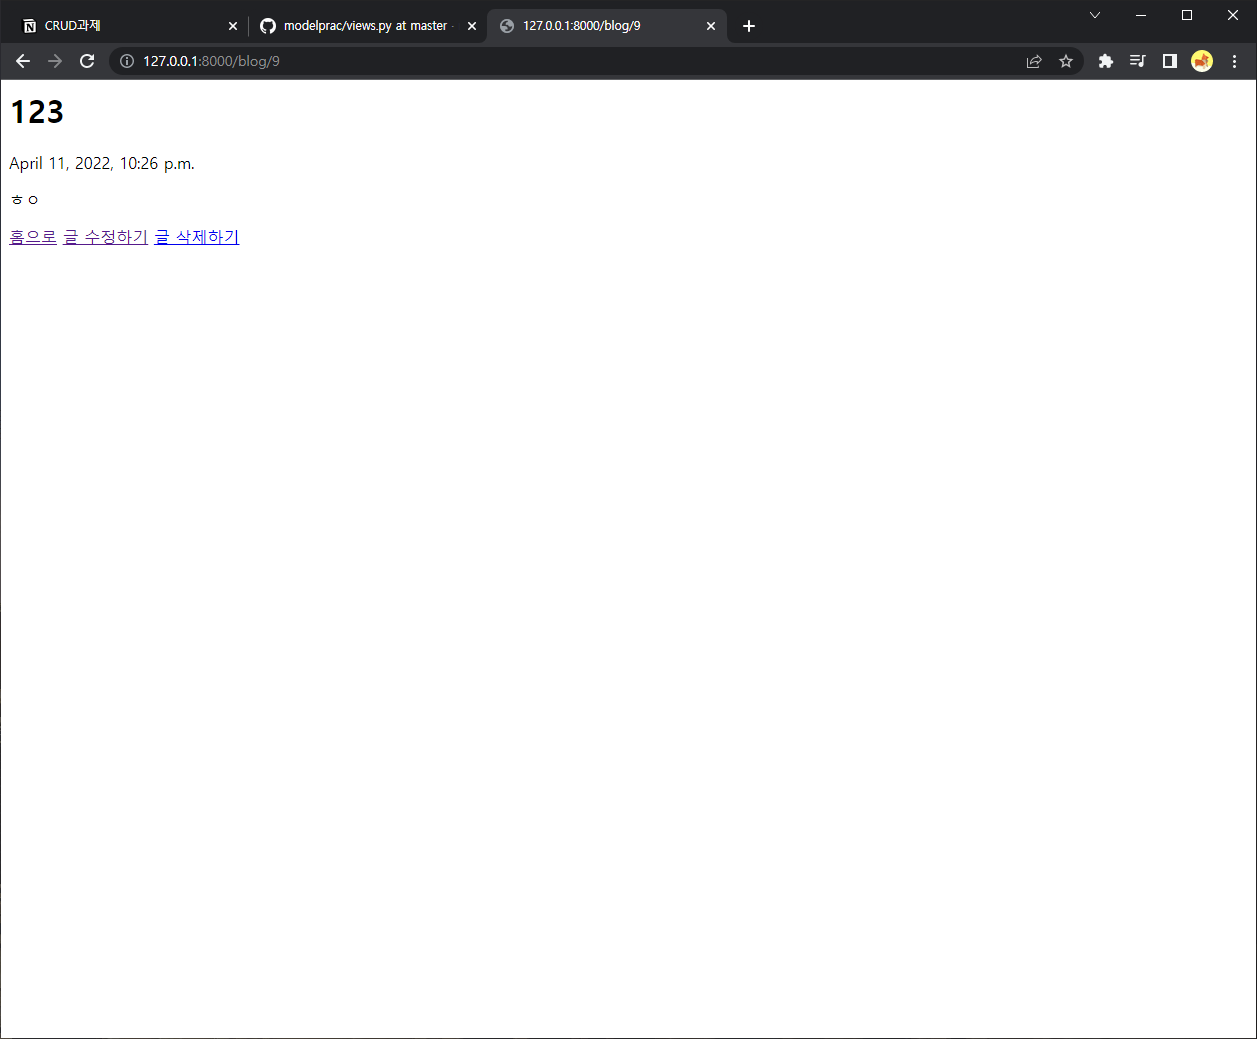 CRUD과제
modelprac/views.py at master
127.0.0.1:8000/blog/9
127.0.0.1:8000/blog/9
123
April 11, 2022, 10:26 p.m.
ㅎㅇ
홈으로 글 수정하기 글 삭제하기